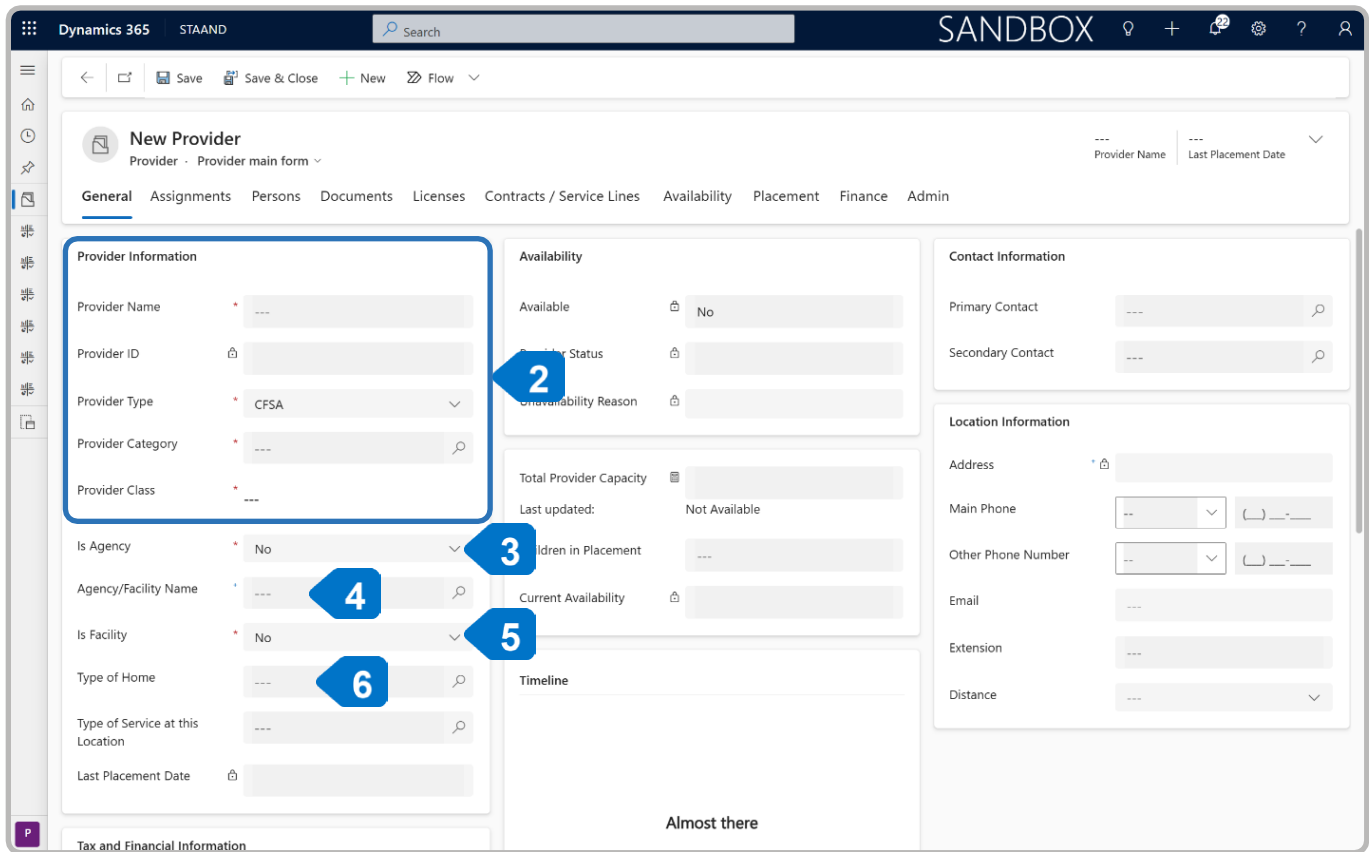 Dynamics 365 STAAND Search SANDBOX 22
Save Save & Close New Flow
New Provider
Provider · Provider main form
---
Provider Name
---
Last Placement Date
General Assignments Persons Documents Licenses Contracts / Service Lines Availability Placement Finance Admin
Provider Information
Provider Name * ---
Provider ID
Provider Type * CFSA
Provider Category * ---
Provider Class * ---
2
Is Agency * No
3
Agency/Facility Name * ---
4
Is Facility * No
5
Type of Home ---
6
Type of Service at this
Location
---
Last Placement Date
Tax and Financial Information
Availability
Available No
Status
Unavailability Reason
Total Provider Capacity
Last updated: Not Available
in Placement ---
Current Availability
Timeline
Almost there
Contact Information
Primary Contact ---
Secondary Contact ---
Location Information
Address *
Main Phone -- (__) __-___
Other Phone Number -- (__) __-___
Email ---
Extension ---
Distance ---
P